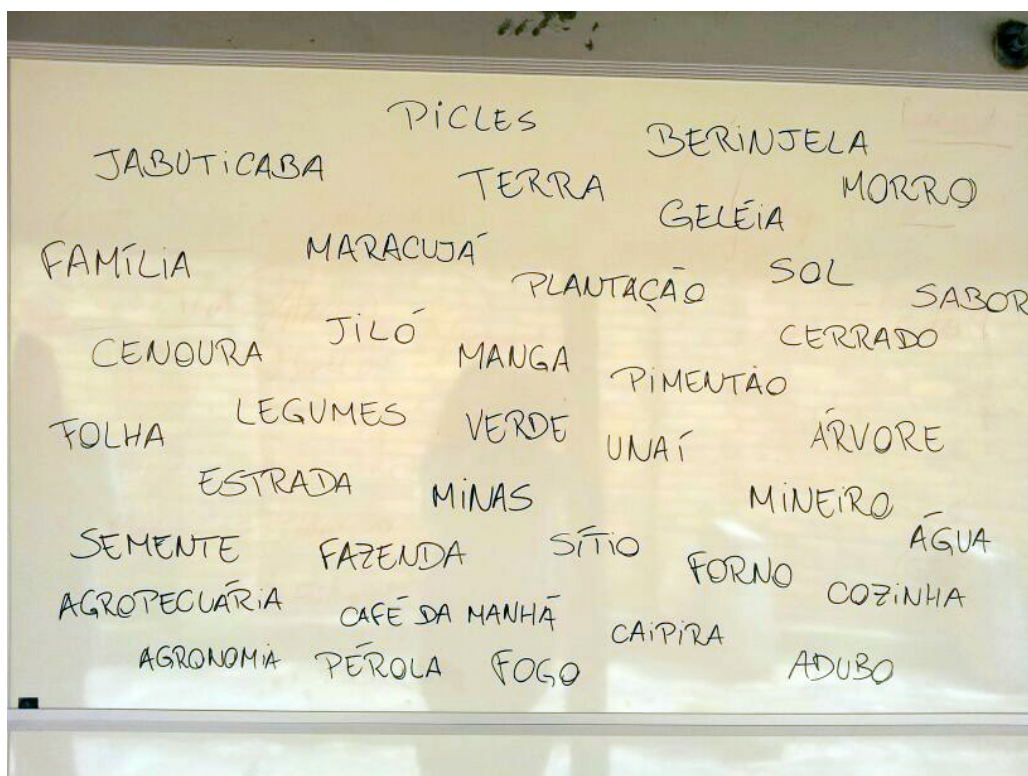 PICLES
BERINJELA
JABUTICABA
TERRA
MORRO
GELÉIA
FAMÍLIA
MARACUJÁ
PLANTAÇÃO
SOL
SABOR
CENOURA
JILÓ
MANGA
CERRADO
PIMENTÃO
FOLHA
LEGUMES
VERDE
UNAÍ
ÁRVORE
ESTRADA
MINAS
MINEIRO
SEMENTE
FAZENDA
SÍTIO
ÁGUA
FORNO
COZINHA
AGROPECUÁRIA
CAFÉ DA MANHÃ
CAIPIRA
AGRONOMIA
PÉROLA
FOGO
ADUBO